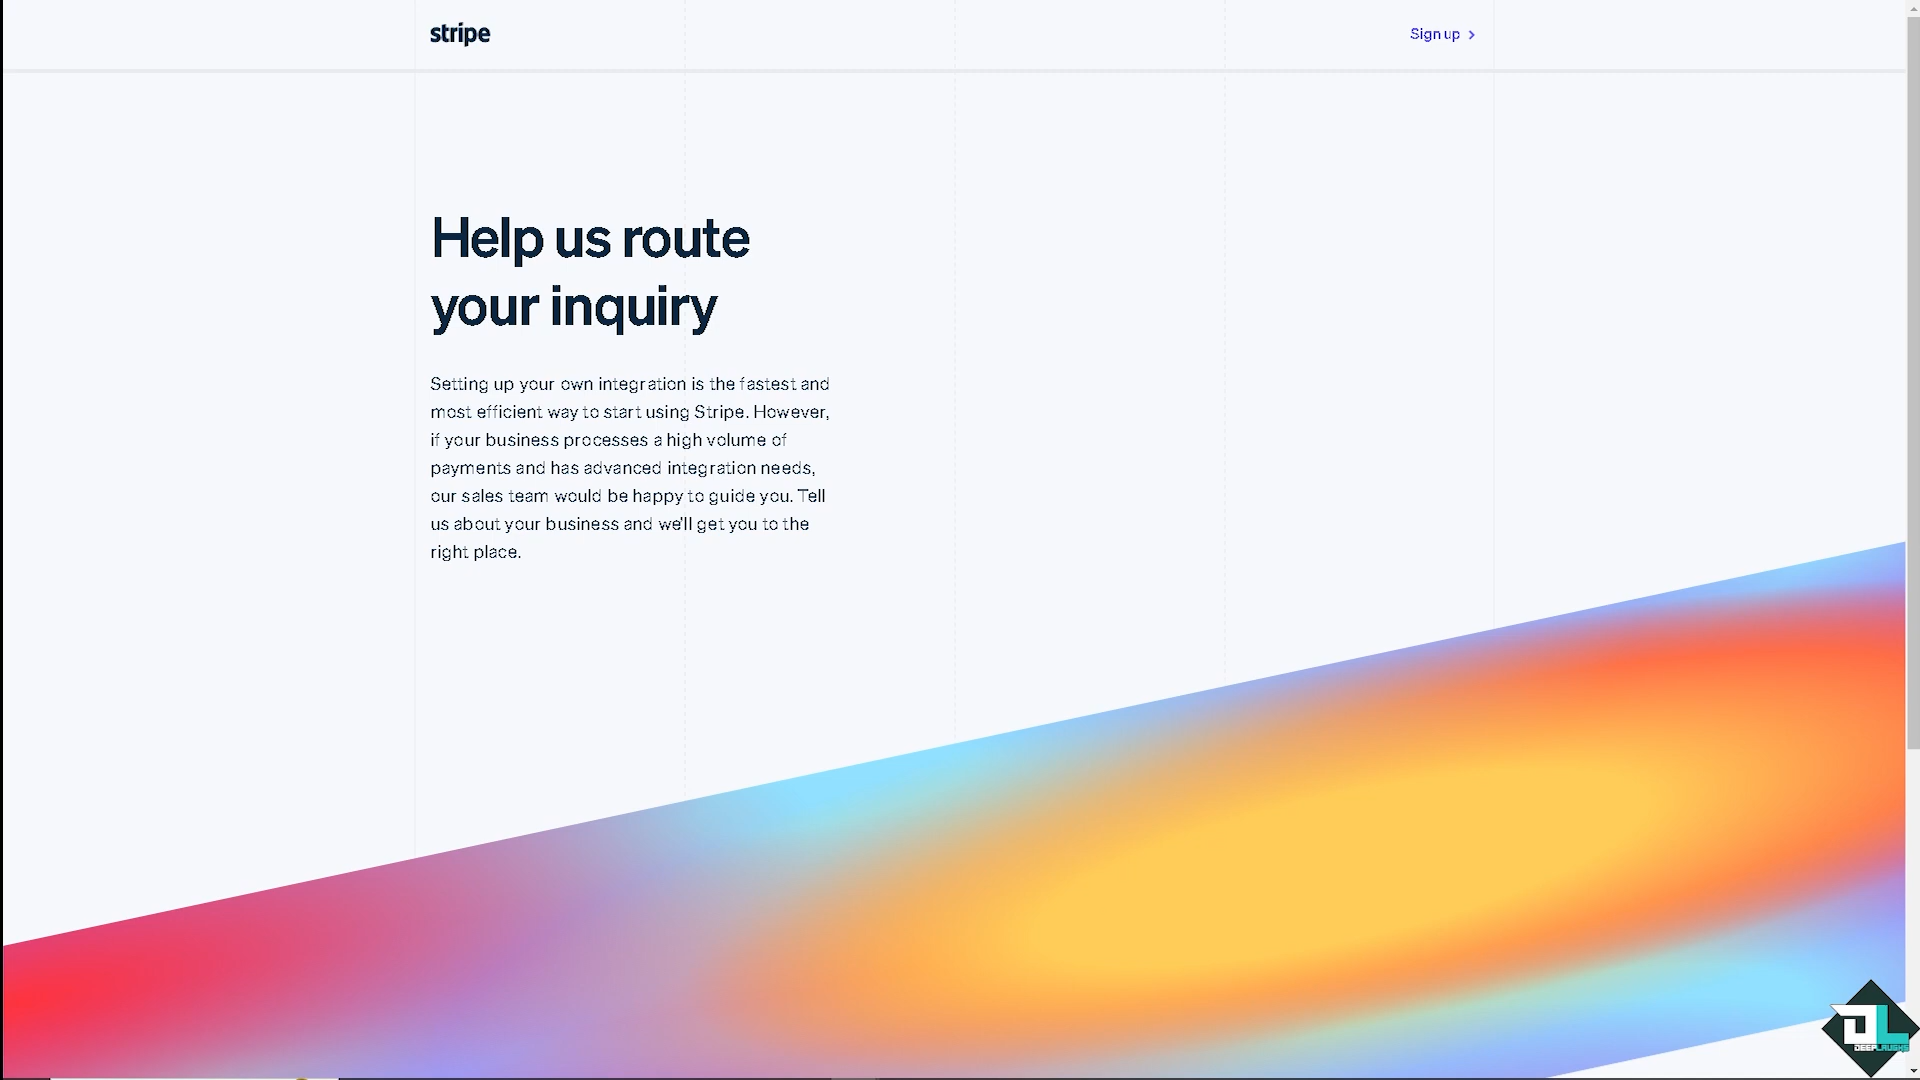 stripe
Sign up
Help us route
your inquiry
Setting up your own integration is the fastest and
most efficient way to start using Stripe. However,
if your business processes a high volume of
payments and has advanced integration needs,
our sales team would be happy to guide you. Tell
us about your business and we'll get you to the
right place.
DL
DEEPLAUGHS